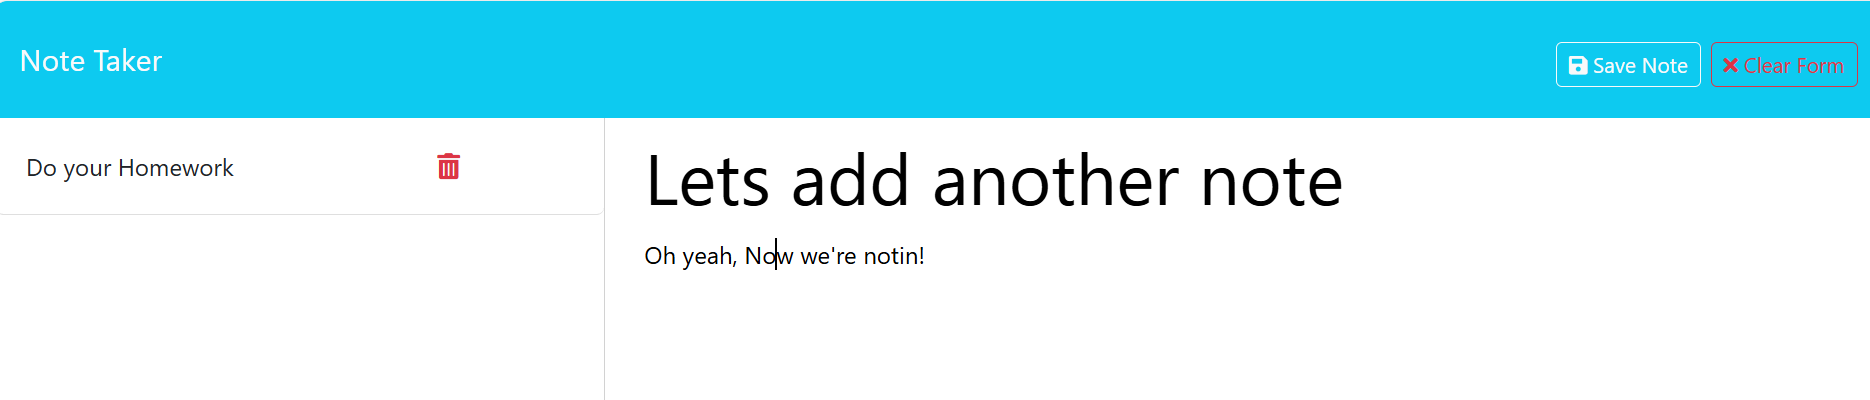 Note Taker
Save Note
Clear Form
Do your Homework
Lets add another note
Oh yeah, Now we're notin!